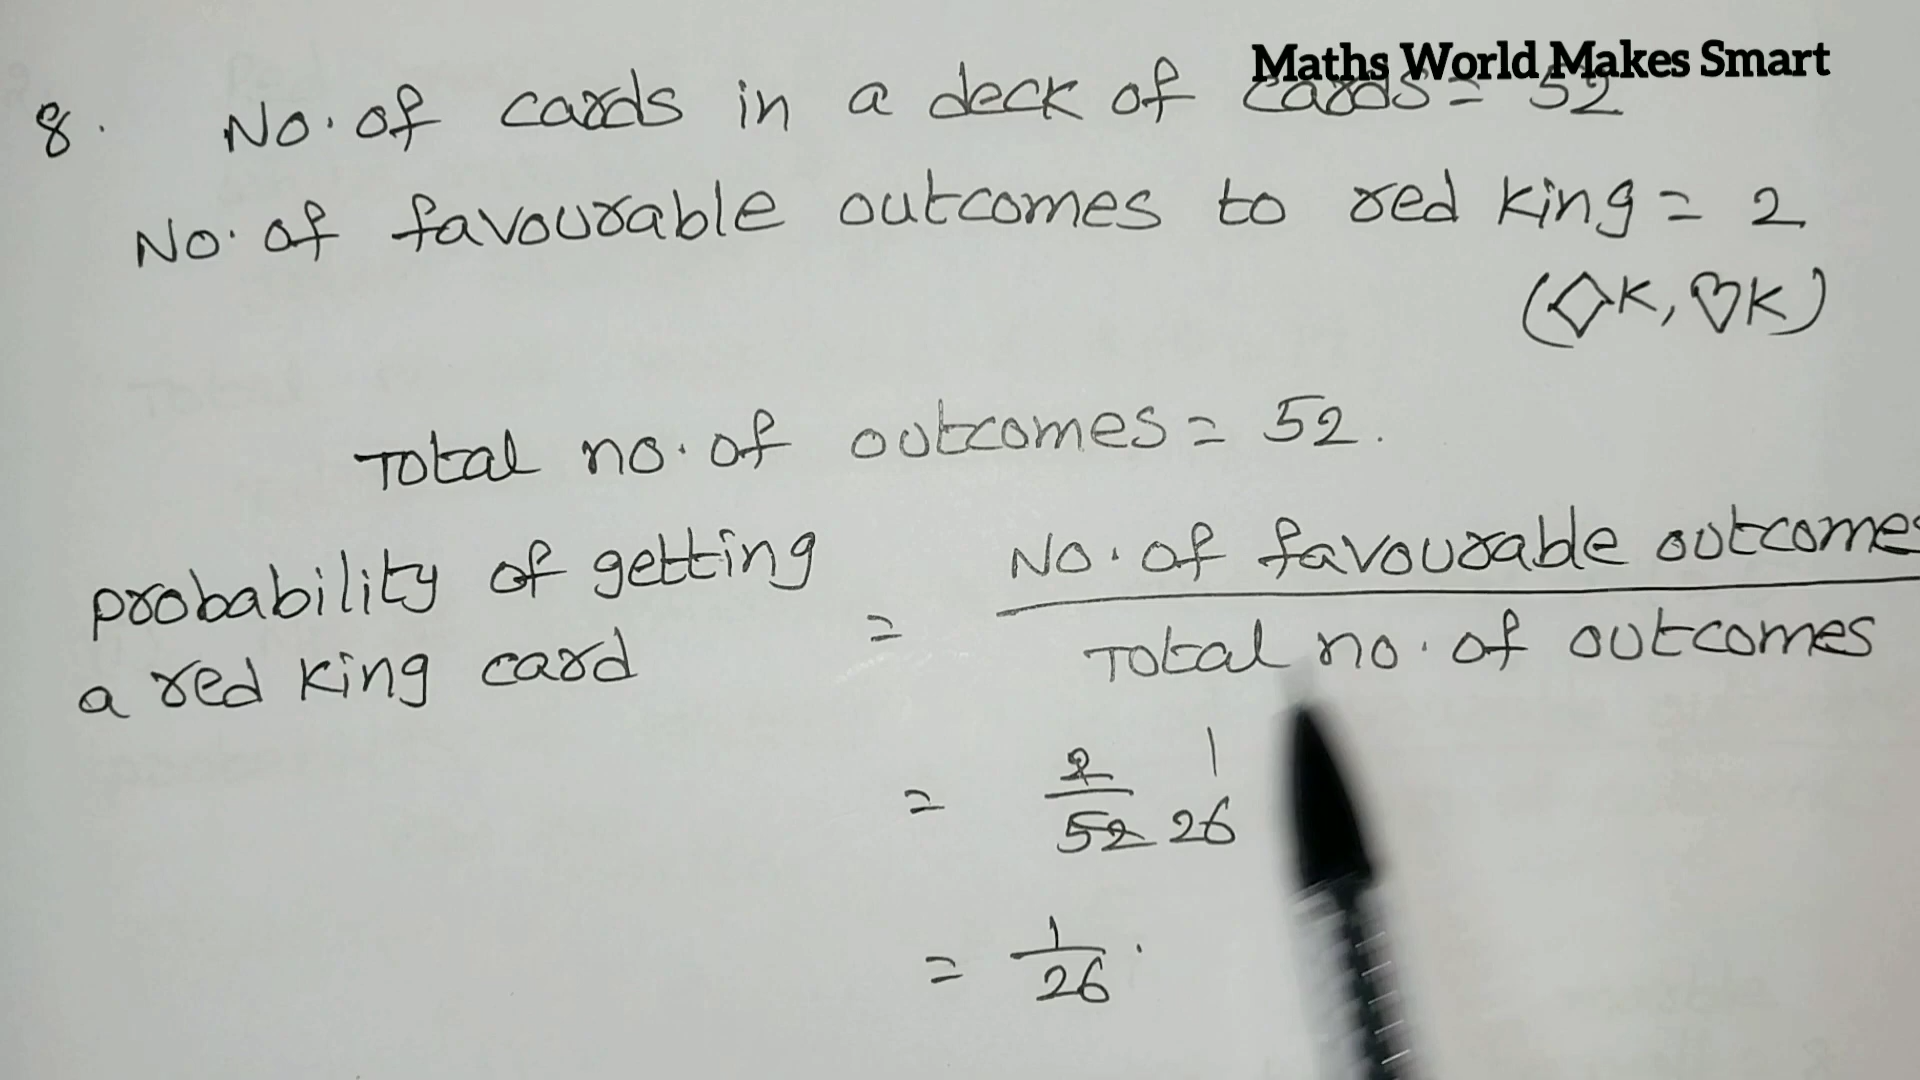 Maths World Makes Smart
8. No. of cards in a deck of cards = 52
No. of favourable outcomes to red king = 2
(◇K, ♡K)
Total no. of outcomes = 52.
probability of getting a red king card = No. of favourable outcomes
Total no. of outcomes
= 2/52 1/26
= 1/26.